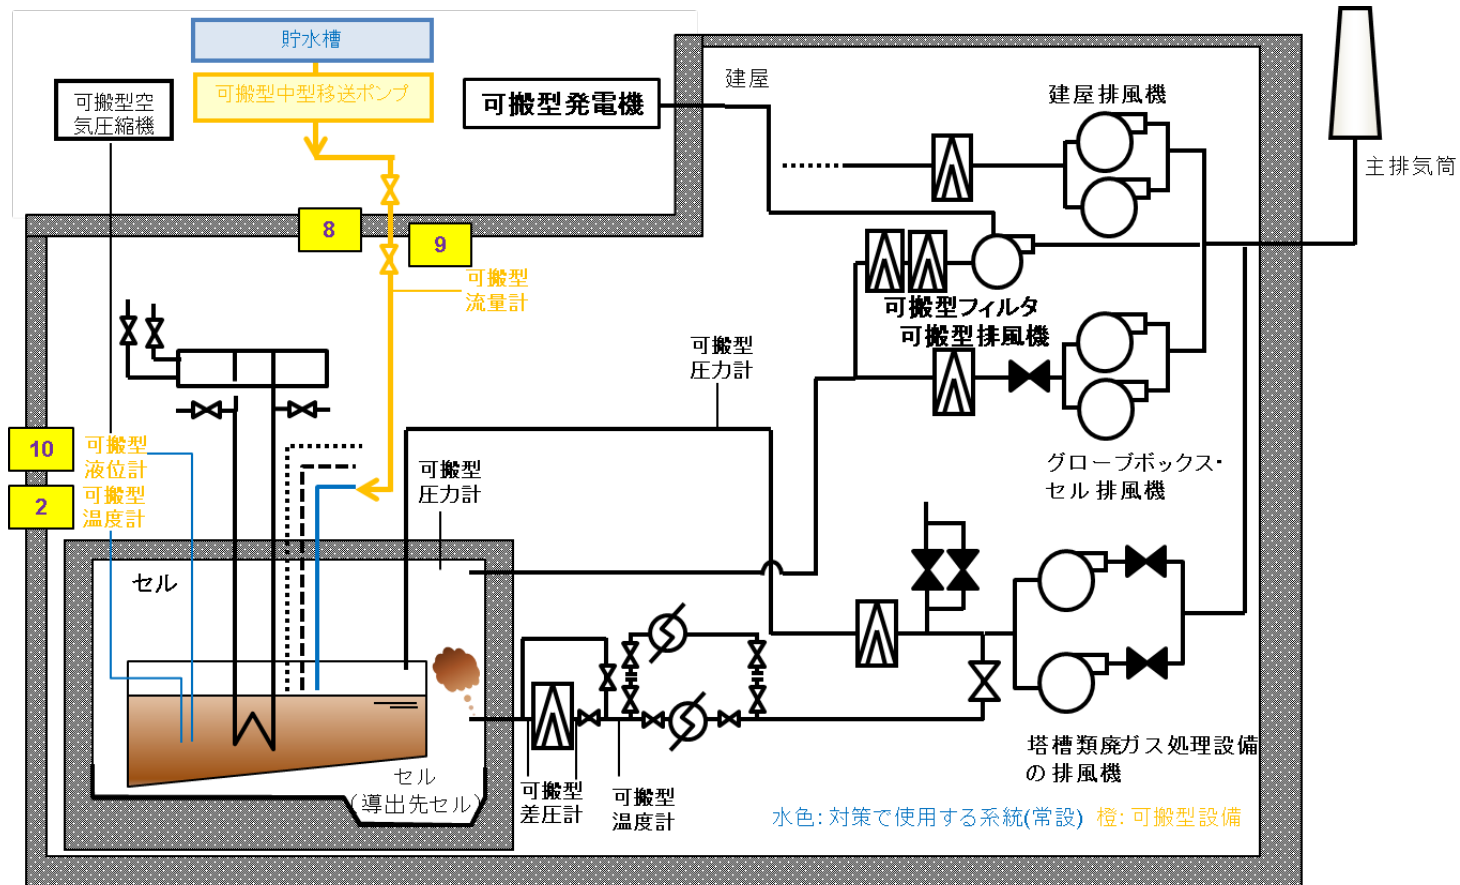 貯水槽
可搬型中型移送ポンプ
可搬型空
気圧縮機
可搬型発電機
建屋
建屋排風機
主排気筒
8
9
可搬型
流量計
可搬型フィルタ
可搬型排風機
可搬型
圧力計
グローブボックス・
セル排風機
10
可搬型
液位計
2
可搬型
温度計
可搬型
圧力計
セル
セル
(導出先セル)
可搬型
差圧計
可搬型
温度計
塔槽類廃ガス処理設備
の排風機
水色:対策で使用する系統(常設) 橙:可搬型設備